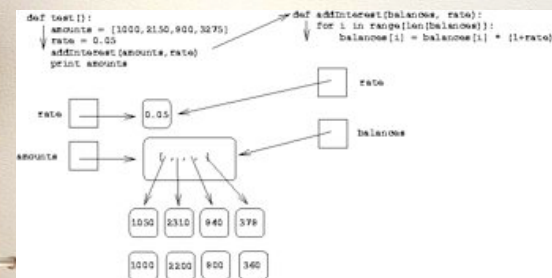 def test():
amounts = [1000,2150,900,3275]
rate = 0.05
addInterest(amounts,rate)
print amounts
def addInterest(balances, rate):
for i in range(len(balances)):
balances[i] = balances[i] * (1+rate)
rate
0.05
rate
amounts
[ , , , ]
balances
1050 2310 940 378
1000 2200 800 360